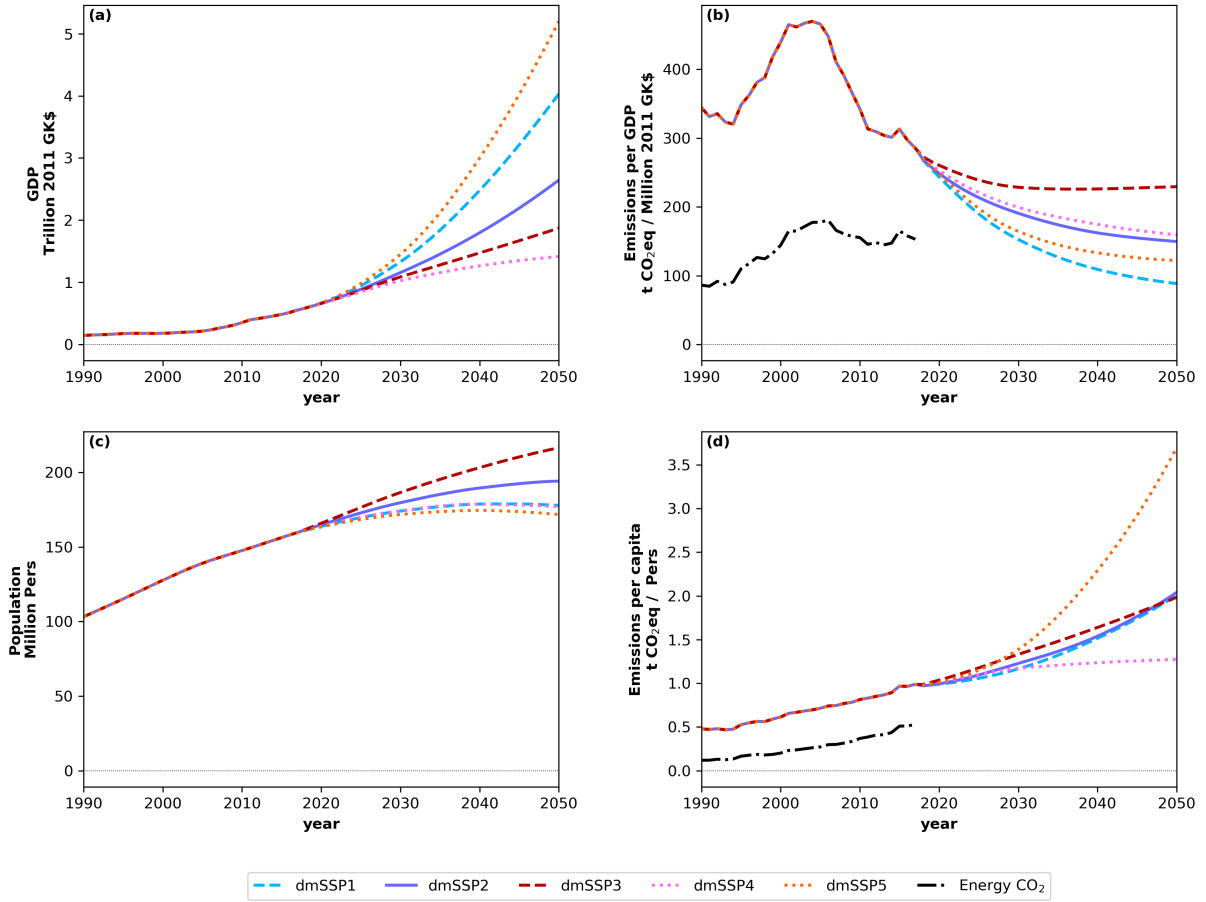 (a)
GDP
Trillion 2011 GK$
5
4
3
2
1
0
1990 2000 2010 2020 2030 2040 2050
year
(b)
Emissions per GDP
t CO₂eq / Million 2011 GK$
400
300
200
100
0
1990 2000 2010 2020 2030 2040 2050
year
(c)
Population
Million Pers
200
150
100
50
0
1990 2000 2010 2020 2030 2040 2050
year
(d)
Emissions per capita
t CO₂eq / Pers
3.5
3.0
2.5
2.0
1.5
1.0
0.5
0.0
1990 2000 2010 2020 2030 2040 2050
year
dmSSP1 dmSSP2 dmSSP3 dmSSP4 dmSSP5 Energy CO₂